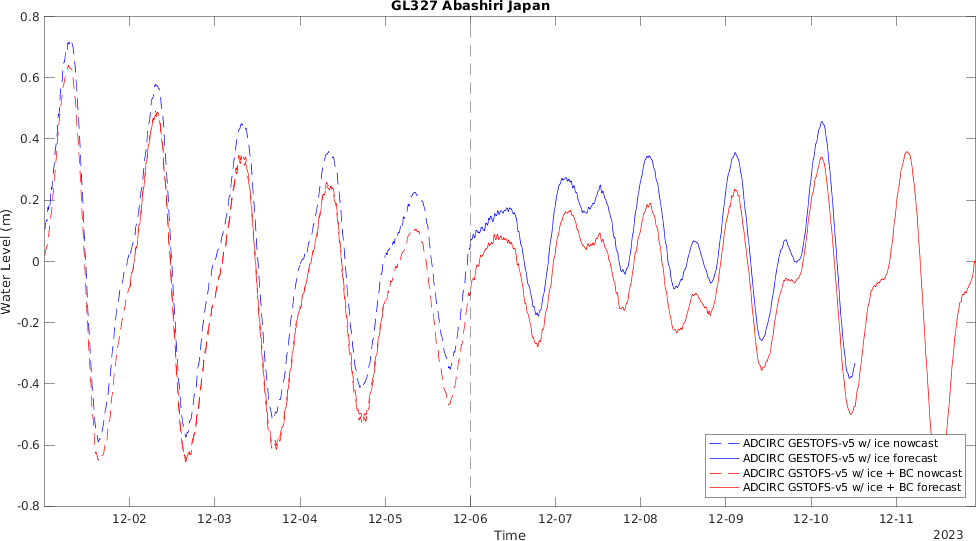 GL327 Abashiri Japan
0.8
0.6
0.4
0.2
0
-0.2
-0.4
-0.6
-0.8
Water Level (m)
ADCIRC GESTOFS-v5 w/ ice nowcast
ADCIRC GESTOFS-v5 w/ ice forecast
ADCIRC GSTOFS-v5 w/ ice + BC nowcast
ADCIRC GSTOFS-v5 w/ ice + BC forecast
12-02 12-03 12-04 12-05 12-06 12-07 12-08 12-09 12-10 12-11
Time
2023